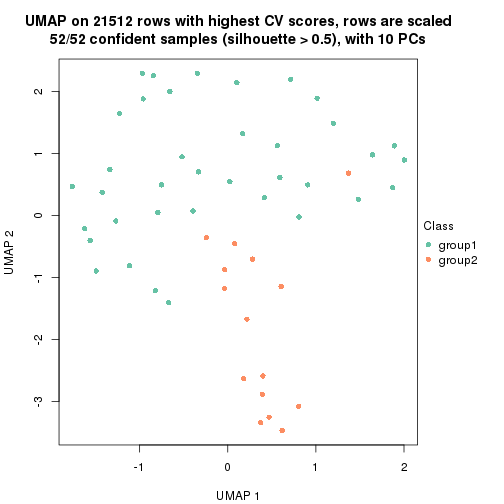 UMAP on 21512 rows with highest CV scores, rows are scaled
52/52 confident samples (silhouette > 0.5), with 10 PCs
2
1
0
-1
-2
-3
UMAP 2
-1
0
1
2
UMAP 1
Class
group1
group2